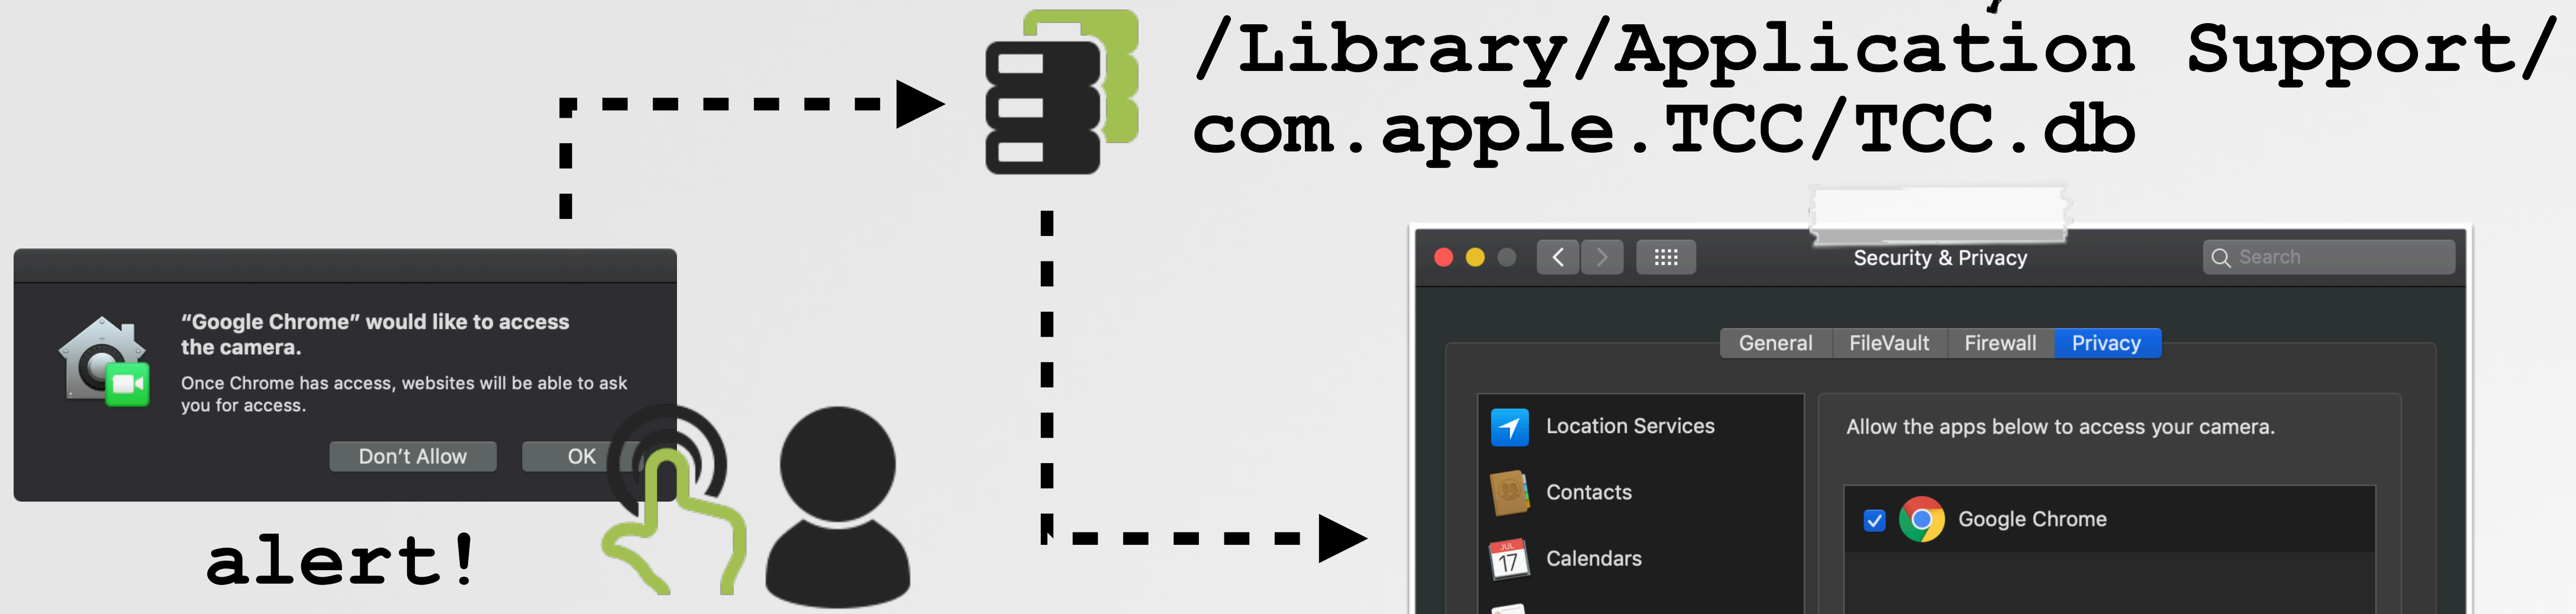 /Library/Application Support/
com.apple.TCC/TCC.db
“Google Chrome” would like to access
the camera.
Once Chrome has access, websites will be able to ask
you for access.
Don’t Allow
OK
alert!
Security & Privacy
Search
General
FileVault
Firewall
Privacy
Location Services
Contacts
JUL
17
Calendars
Allow the apps below to access your camera.
Google Chrome